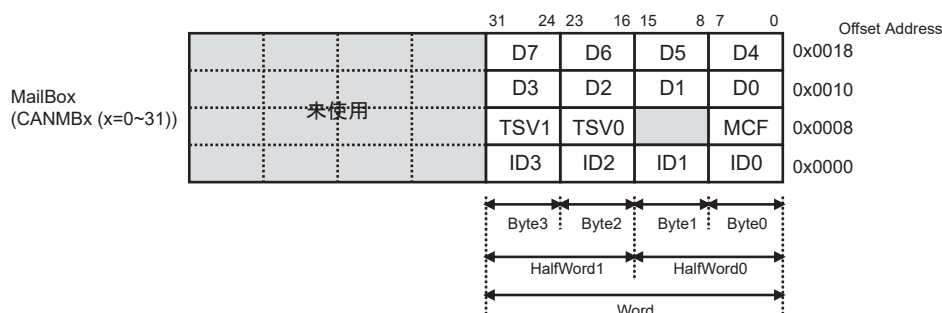 31 24 23 16 15 8 7 0
Offset Address
D7 D6 D5 D4 0x0018
D3 D2 D1 D0 0x0010
MailBox
(CANMBx (x=0~31))
未使用
TSV1 TSV0 MCF 0x0008
ID3 ID2 ID1 ID0 0x0000
Byte3 Byte2 Byte1 Byte0
HalfWord1 HalfWord0
Word